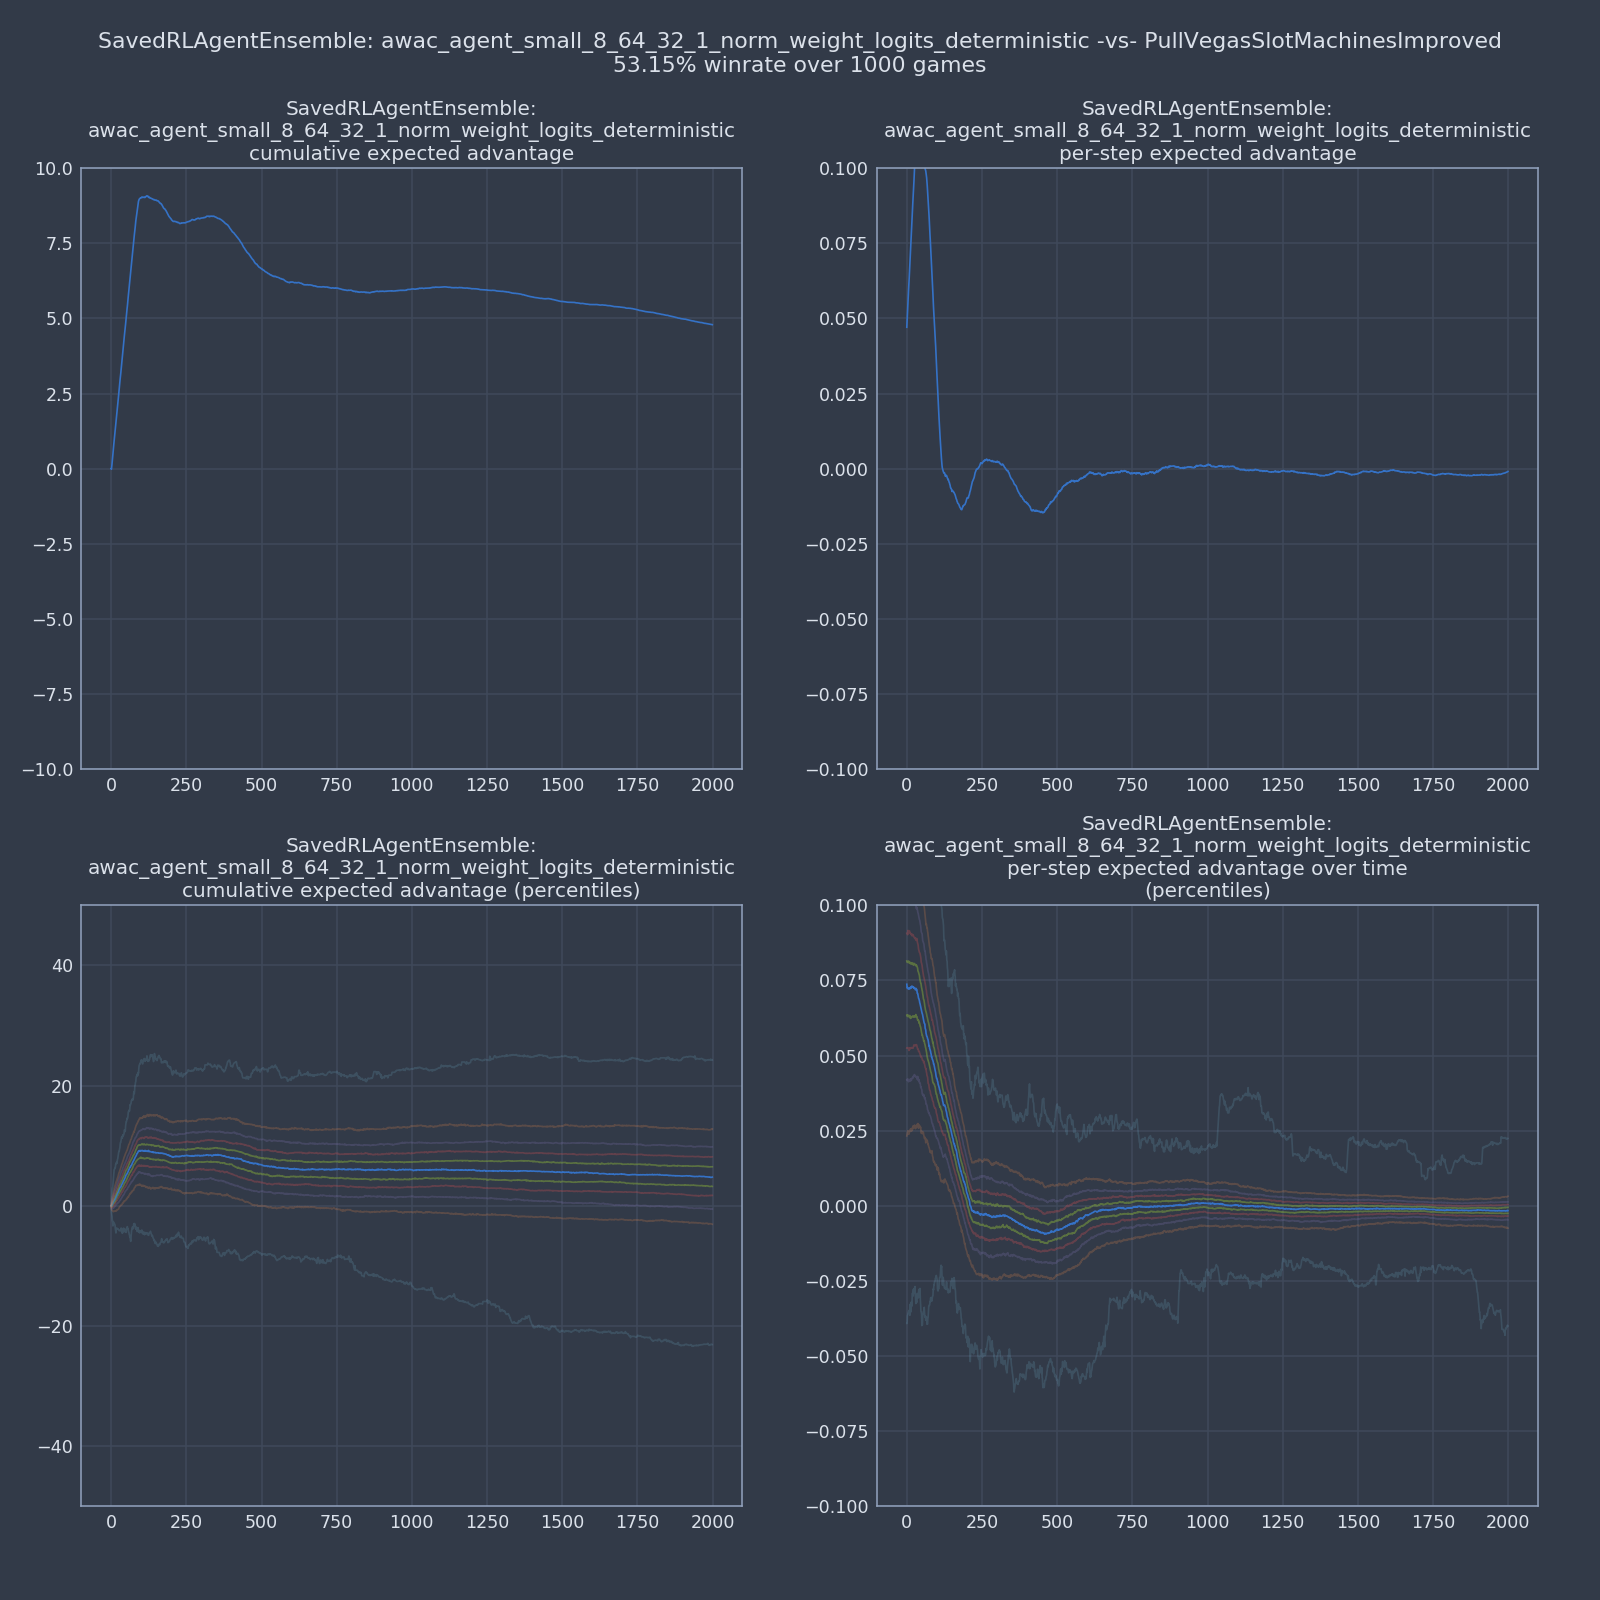 SavedRLAgentEnsemble: awac_agent_small_8_64_32_1_norm_weight_logits_deterministic -vs- PullVegasSlotMachinesImproved
53.15% winrate over 1000 games
SavedRLAgentEnsemble:
awac_agent_small_8_64_32_1_norm_weight_logits_deterministic
cumulative expected advantage
10.0
7.5
5.0
2.5
0.0
−2.5
−5.0
−7.5
−10.0
0 250 500 750 1000 1250 1500 1750 2000
SavedRLAgentEnsemble:
awac_agent_small_8_64_32_1_norm_weight_logits_deterministic
per-step expected advantage
0.100
0.075
0.050
0.025
0.000
−0.025
−0.050
−0.075
−0.100
0 250 500 750 1000 1250 1500 1750 2000
SavedRLAgentEnsemble:
awac_agent_small_8_64_32_1_norm_weight_logits_deterministic
cumulative expected advantage (percentiles)
40
20
0
−20
−40
0 250 500 750 1000 1250 1500 1750 2000
SavedRLAgentEnsemble:
awac_agent_small_8_64_32_1_norm_weight_logits_deterministic
per-step expected advantage over time
(percentiles)
0.100
0.075
0.050
0.025
0.000
−0.025
−0.050
−0.075
−0.100
0 250 500 750 1000 1250 1500 1750 2000